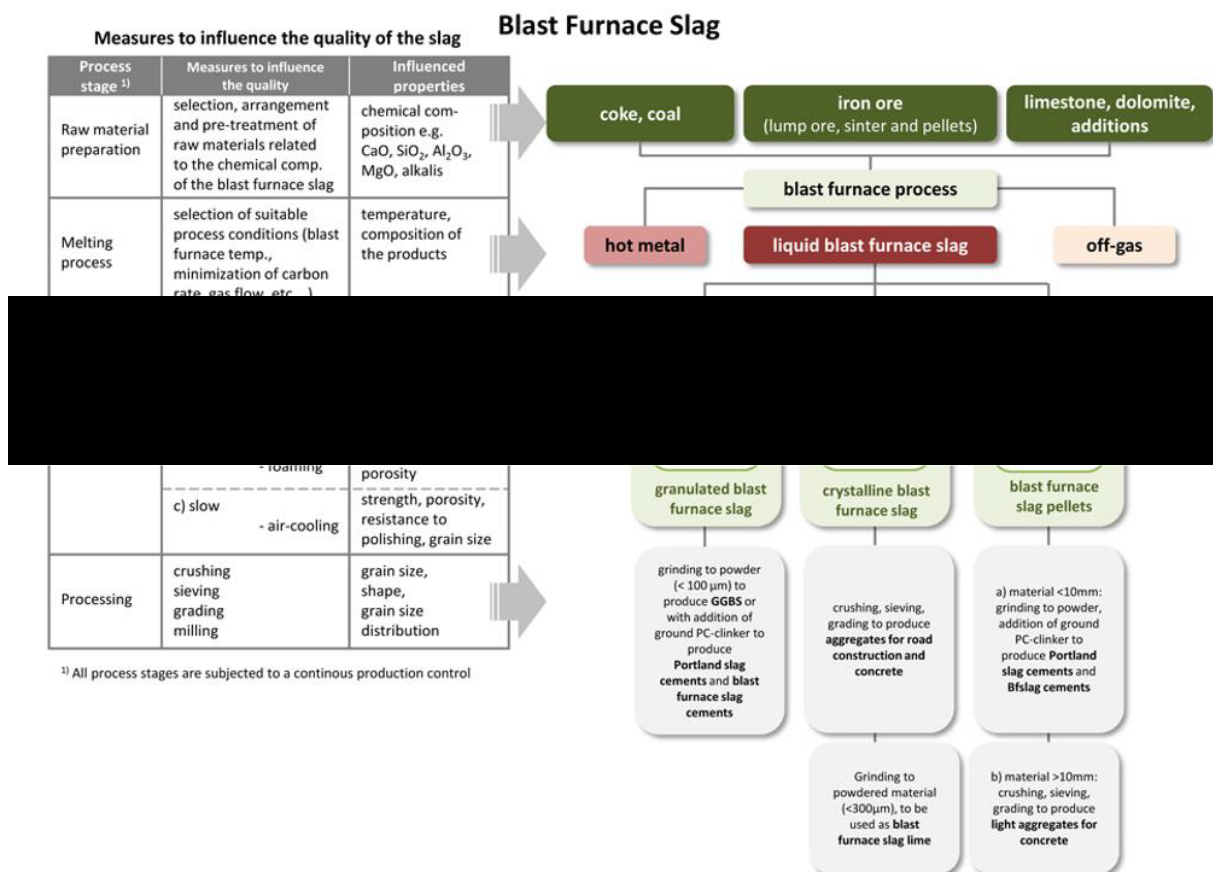 Blast Furnace Slag
Measures to influence the quality of the slag
Process
stage ¹⁾
Measures to influence
the quality
Influenced
properties
Raw material
preparation
selection, arrangement
and pre-treatment of
raw materials related
to the chemical comp.
of the blast furnace slag
chemical com-
position e.g.
CaO, SiO₂, Al₂O₃,
MgO, alkalis
Melting
process
selection of suitable
process conditions (blast
furnace temp.,
minimization of carbon
rate, gas flow, etc...)
temperature,
composition of
the products
- foaming
porosity
c) slow
- air-cooling
strength, porosity,
resistance to
polishing, grain size
Processing
crushing
sieving
grading
milling
grain size,
shape,
grain size
distribution
¹⁾ All process stages are subjected to a continous production control
coke, coal
iron ore
(lump ore, sinter and pellets)
limestone, dolomite,
additions
blast furnace process
hot metal
liquid blast furnace slag
off-gas
granulated blast
furnace slag
crystalline blast
furnace slag
blast furnace
slag pellets
grinding to powder
(< 100 μm) to
produce GGBS or
with addition of
ground PC-clinker to
produce
Portland slag
cements and blast
furnace slag
cements
crushing, sieving,
grading to produce
aggregates for road
construction and
concrete
a) material <10mm:
grinding to powder,
addition of ground
PC-clinker to
produce Portland
slag cements and
Bfslag cements
Grinding to
powdered material
(<300μm), to be
used as blast
furnace slag lime
b) material >10mm:
crushing, sieving,
grading to produce
light aggregates for
concrete